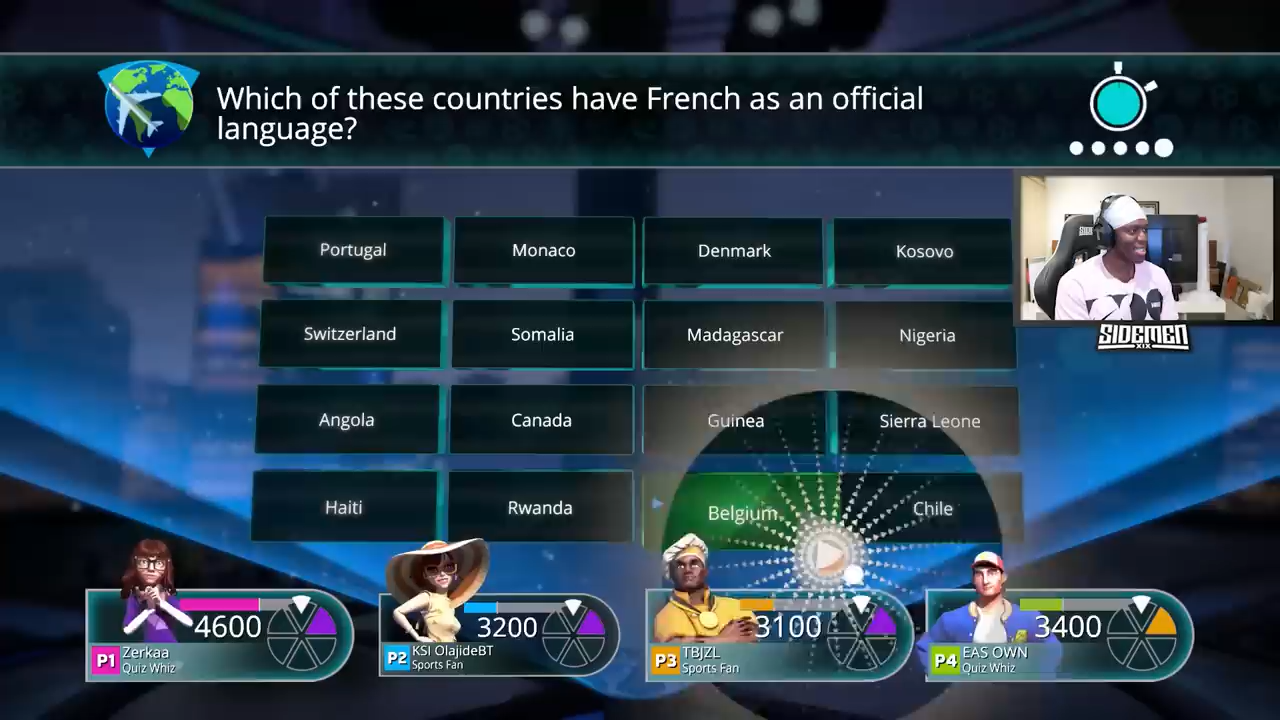 Which of these countries have French as an official
language?
Portugal
Monaco
Denmark
Kosovo
Switzerland
Somalia
Madagascar
Nigeria
SIDEMEN
XIX
Angola
Canada
Guinea
Sierra Leone
Haiti
Rwanda
Belgium
Chile
4600
P1
Zerkaa
Quiz Whiz
3200
P2
KSI OlajideBT
Sports Fan
3100
P3
TBJZL
Sports Fan
3400
P4
EAS OWN
Quiz Whiz